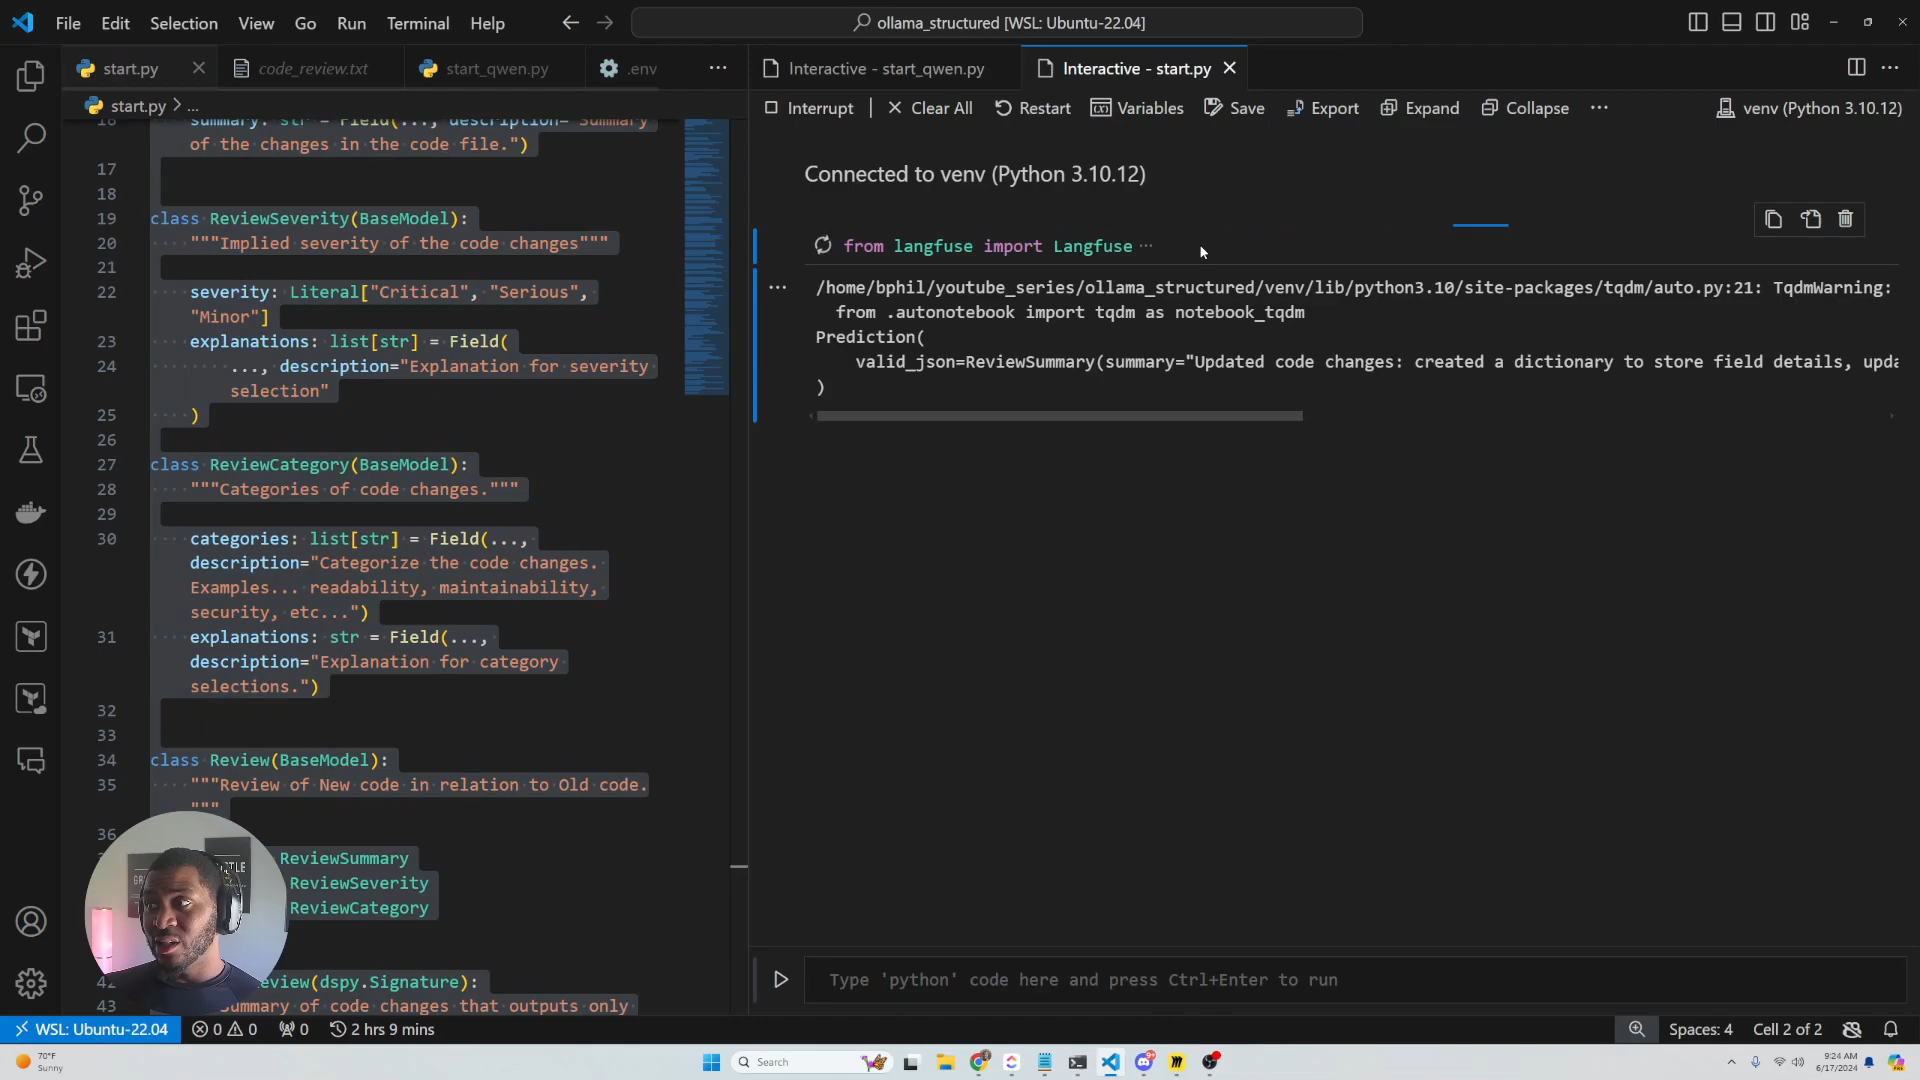 File Edit Selection View Go Run Terminal Help
ollama_structured [WSL: Ubuntu-22.04]
start.py
code_review.txt
start_qwen.py
.env
start.py > ...
16 summary: str = Field(..., description="Summary
of the changes in the code file.")
17
18
19 class ReviewSeverity(BaseModel):
20 """Implied severity of the code changes"""
21
22 severity: Literal["Critical", "Serious",
"Minor"]
23 explanations: list[str] = Field(
24 ..., description="Explanation for severity
selection"
25 )
26
27 class ReviewCategory(BaseModel):
28 """Categories of code changes."""
29
30 categories: list[str] = Field(...,
description="Categorize the code changes.
Examples... readability, maintainability,
security, etc...")
31 explanations: str = Field(...,
description="Explanation for category
selections.")
32
33
34 class Review(BaseModel):
35 """Review of New code in relation to Old code.
"""
36
ReviewSummary
ReviewSeverity
ReviewCategory
42 eview(dspy.Signature):
43 Summary of code changes that outputs only
Interactive - start_qwen.py
Interactive - start.py
Interrupt | Clear All Restart Variables Save Export Expand Collapse ...
venv (Python 3.10.12)
Connected to venv (Python 3.10.12)
from langfuse import Langfuse ...
/home/bphil/youtube_series/ollama_structured/venv/lib/python3.10/site-packages/tqdm/auto.py:21: TqdmWarning:
from .autonotebook import tqdm as notebook_tqdm
Prediction(
valid_json=ReviewSummary(summary="Updated code changes: created a dictionary to store field details, upda
)
Type 'python' code here and press Ctrl+Enter to run
WSL: Ubuntu-22.04 0 0 0 2 hrs 9 mins
Spaces: 4 Cell 2 of 2
70°F
Sunny
Search
9:24 AM
6/17/2024